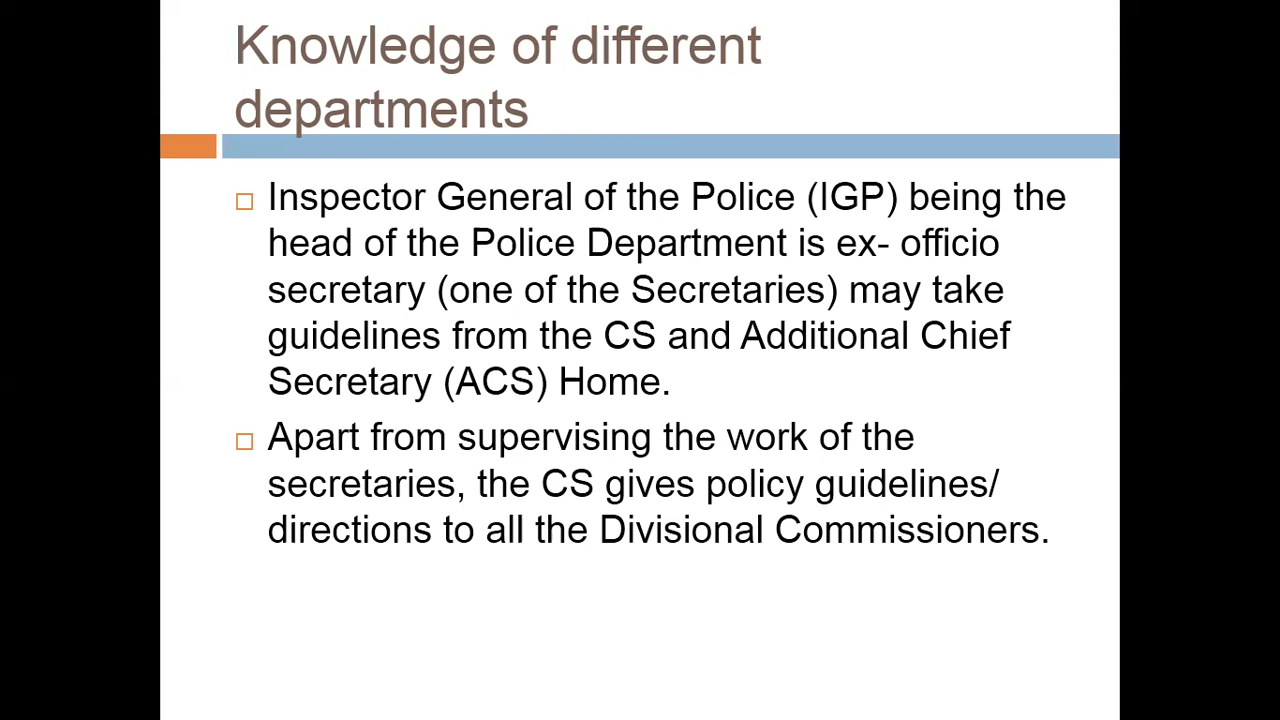 Knowledge of different
departments
Inspector General of the Police (IGP) being the
head of the Police Department is ex- officio
secretary (one of the Secretaries) may take
guidelines from the CS and Additional Chief
Secretary (ACS) Home.
Apart from supervising the work of the
secretaries, the CS gives policy guidelines/
directions to all the Divisional Commissioners.